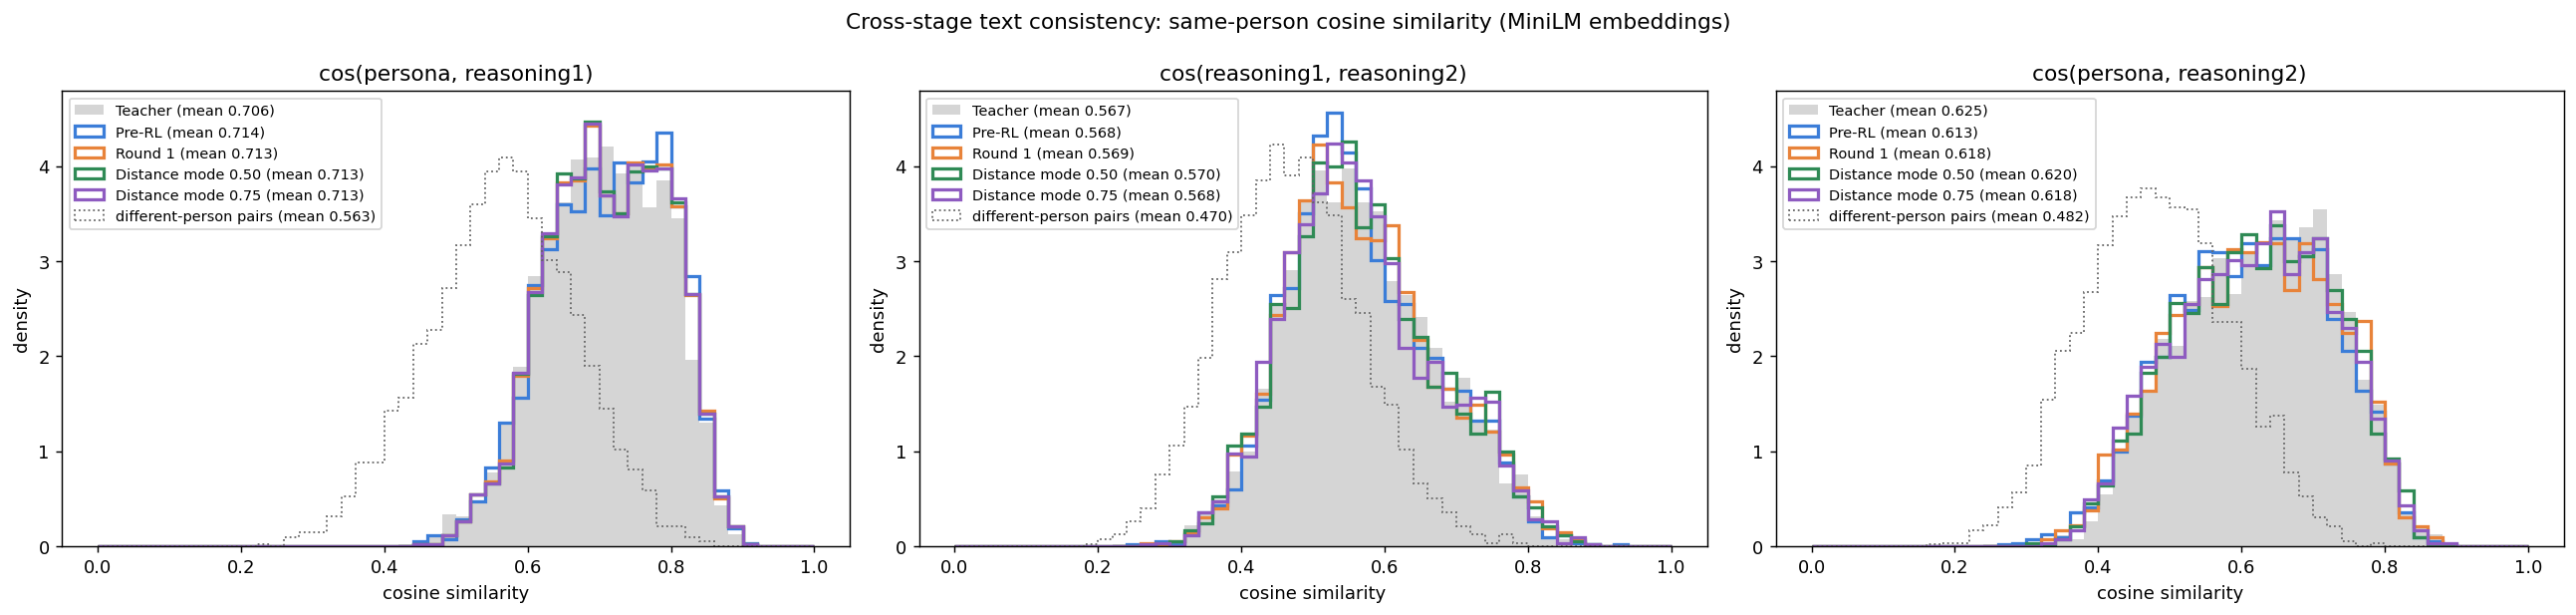 Cross-stage text consistency: same-person cosine similarity (MiniLM embeddings)
cos(persona, reasoning1)
Teacher (mean 0.706)
Pre-RL (mean 0.714)
Round 1 (mean 0.713)
Distance mode 0.50 (mean 0.713)
Distance mode 0.75 (mean 0.713)
different-person pairs (mean 0.563)
density
4
3
2
1
0
0.0 0.2 0.4 0.6 0.8 1.0
cosine similarity
cos(reasoning1, reasoning2)
Teacher (mean 0.567)
Pre-RL (mean 0.568)
Round 1 (mean 0.569)
Distance mode 0.50 (mean 0.570)
Distance mode 0.75 (mean 0.568)
different-person pairs (mean 0.470)
density
4
3
2
1
0
0.0 0.2 0.4 0.6 0.8 1.0
cosine similarity
cos(persona, reasoning2)
Teacher (mean 0.625)
Pre-RL (mean 0.613)
Round 1 (mean 0.618)
Distance mode 0.50 (mean 0.620)
Distance mode 0.75 (mean 0.618)
different-person pairs (mean 0.482)
density
4
3
2
1
0
0.0 0.2 0.4 0.6 0.8 1.0
cosine similarity